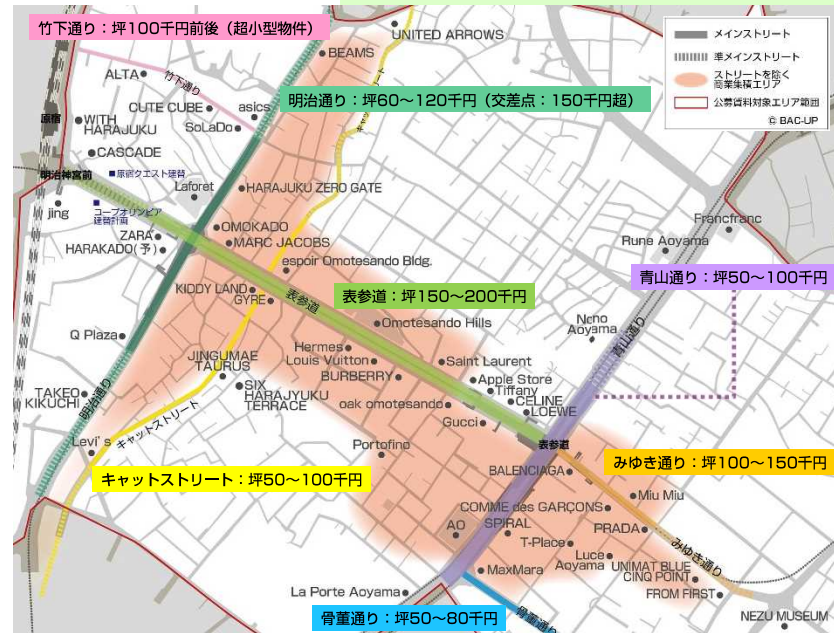 竹下通り：坪100千円前後（超小型物件）
UNITED ARROWS
メインストリート
準メインストリート
ストリートを除く
商業集積エリア
公募賃料対象エリア範囲
© BAC-UP
BEAMS
ALTA
竹下通り
CUTE CUBE
asics
明治通り：坪60～120千円（交差点：150千円超）
キャットストリート
原宿
WITH
HARAJUKU
SoLaDo
CASCADE
明治神宮前
原宿クエスト建替
Laforet
HARAJUKU ZERO GATE
jing
コープオリンピア
建替計画
OMOKADO
Francfranc
ZARA
MARC JACOBS
HARAKADO(予)
Rune Aoyama
espoir Omotesando Bldg.
青山通り：坪50～100千円
KIDDY LAND
GYRE
表参道
表参道：坪150～200千円
Omotesando Hills
Nono
Aoyama
青山通り
Q Plaza
Hermes
Louis Vuitton
Saint Laurent
JINGUMAE
TAURUS
BURBERRY
Apple Store
Tiffany
SIX
HARAJYUKU
TERRACE
TAKEO
KIKUCHI
明治通り
oak omotesando
CELINE
LOEWE
Gucci
キャットストリート
Levi's
Portofino
表参道
キャットストリート：坪50～100千円
BALENCIAGA
みゆき通り：坪100～150千円
Miu Miu
COMME des GARÇONS
AO
SPIRAL
PRADA
みゆき通り
T-Place
Luce
Aoyama
UNIMAT BLUE
CINQ POINT
MaxMara
FROM FIRST
La Porte Aoyama
骨董通り：坪50～80千円
骨董通り
NEZU MUSEUM